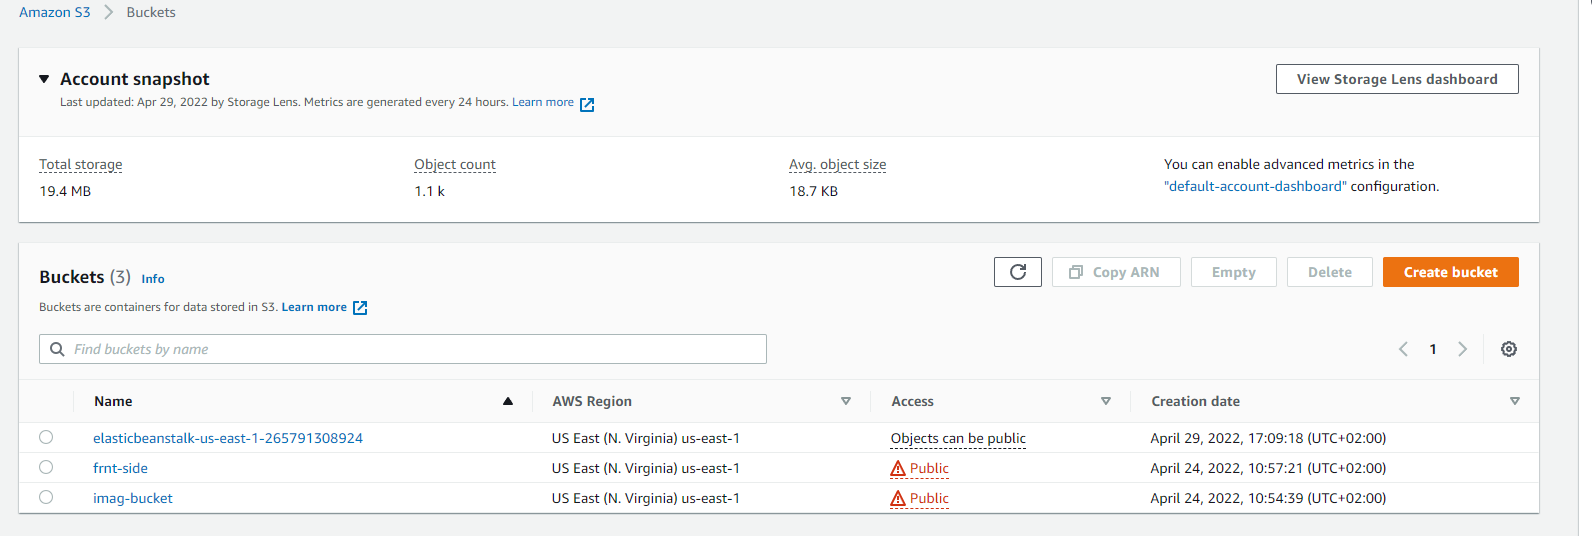 Amazon S3 > Buckets
Account snapshot
View Storage Lens dashboard
Last updated: Apr 29, 2022 by Storage Lens. Metrics are generated every 24 hours. Learn more
Total storage Object count Avg. object size You can enable advanced metrics in the
19.4 MB 1.1 k 18.7 KB "default-account-dashboard" configuration.
Buckets (3) Info
Copy ARN Empty Delete Create bucket
Buckets are containers for data stored in S3. Learn more
Find buckets by name
1
Name AWS Region Access Creation date
elasticbeanstalk-us-east-1-265791308924 US East (N. Virginia) us-east-1 Objects can be public April 29, 2022, 17:09:18 (UTC+02:00)
frnt-side US East (N. Virginia) us-east-1 Public April 24, 2022, 10:57:21 (UTC+02:00)
imag-bucket US East (N. Virginia) us-east-1 Public April 24, 2022, 10:54:39 (UTC+02:00)